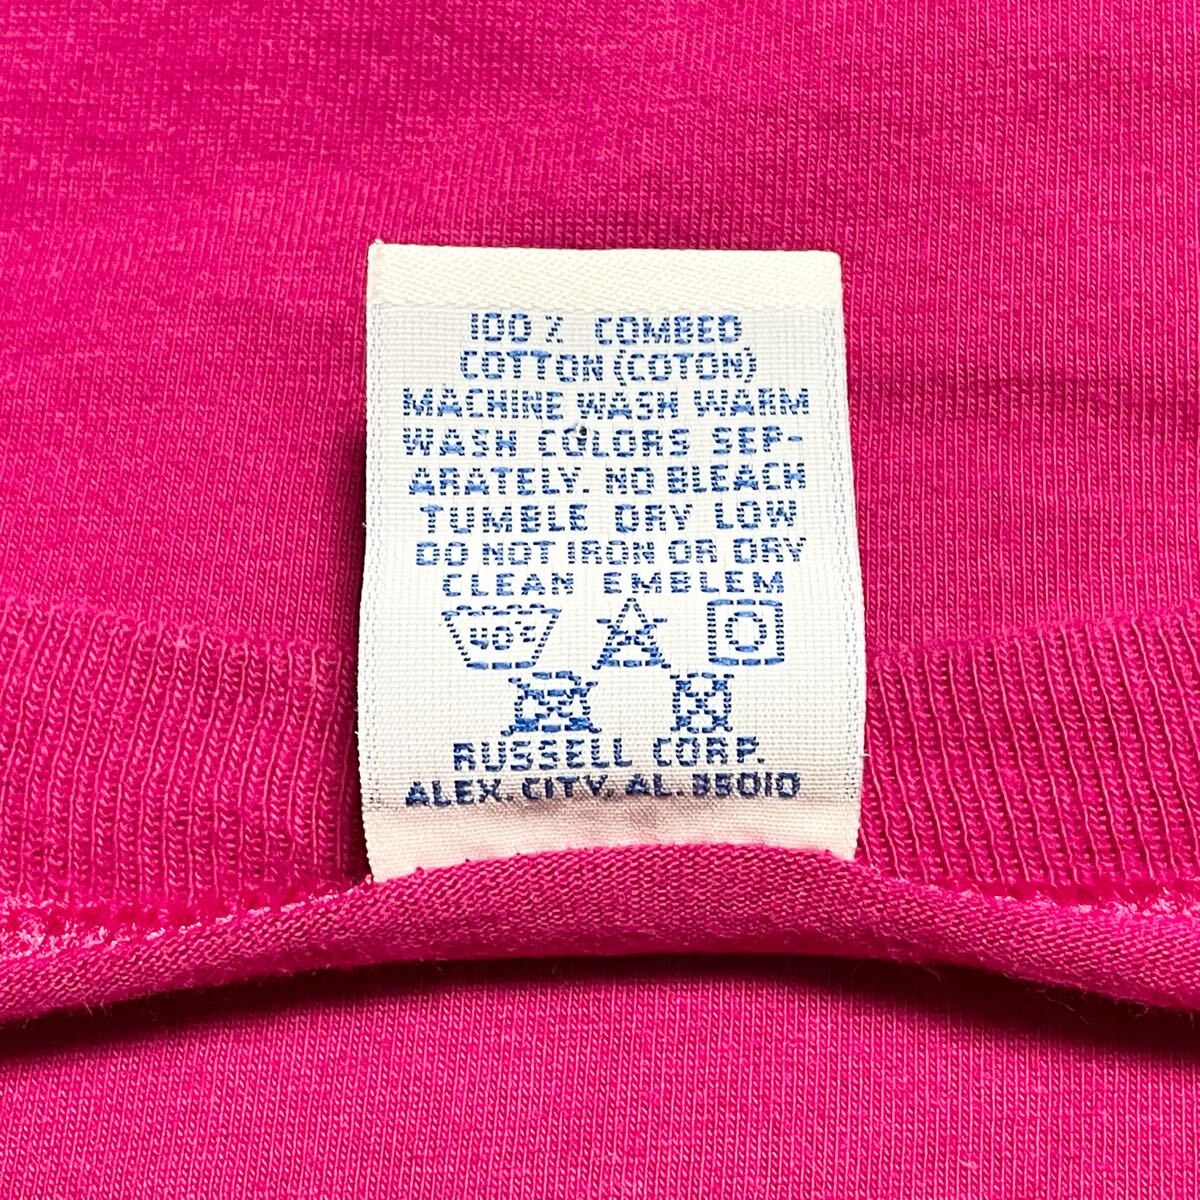 100 % COMBED
COTTON (COTON)
MACHINE WASH WARM
WASH COLORS SEP-
ARATELY. NO BLEACH
TUMBLE DRY LOW
DO NOT IRON OR DRY
CLEAN EMBLEM
40°C
RUSSELL CORP.
ALEX. CITY, AL. 35010